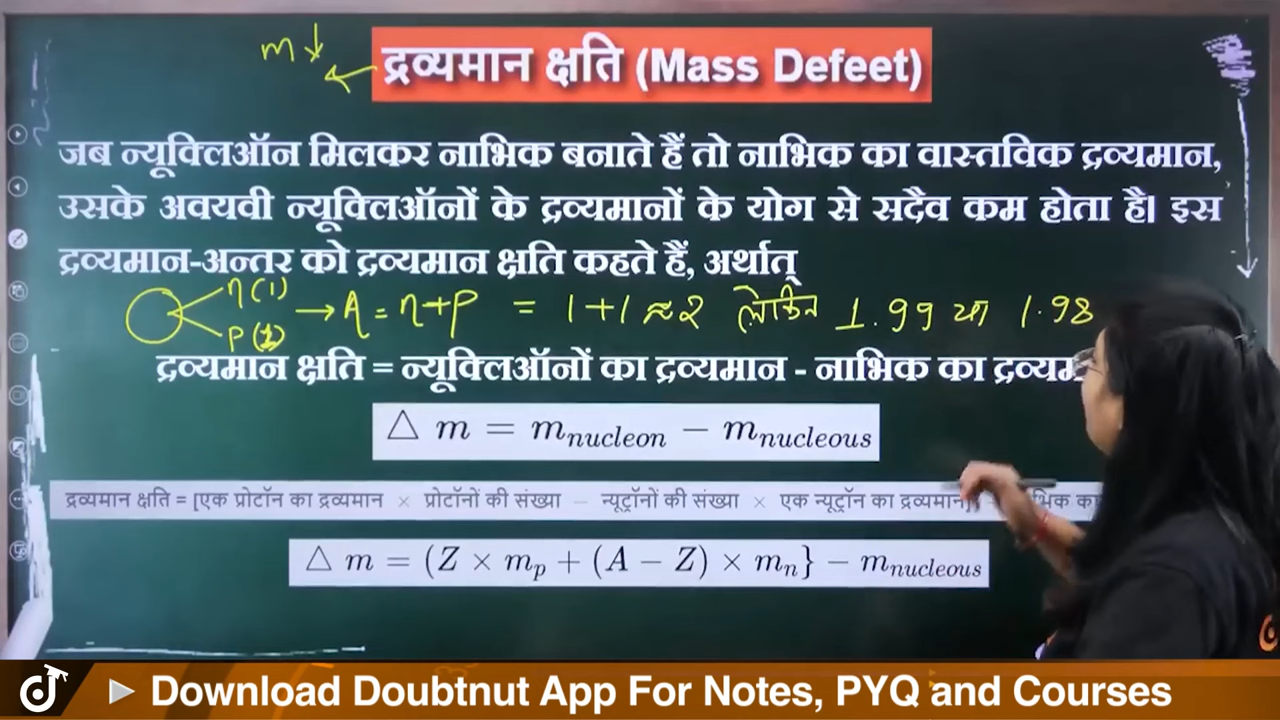 m ↓
द्रव्यमान क्षति (Mass Defeet)
जब न्यूक्लिऑन मिलकर नाभिक बनाते हैं तो नाभिक का वास्तविक द्रव्यमान,
उसके अवयवी न्यूक्लिऑनों के द्रव्यमानों के योग से सदैव कम होता है। इस
द्रव्यमान-अन्तर को द्रव्यमान क्षति कहते हैं, अर्थात्
n(1)
p(1)
→ A = n+p = 1+1 ≈ 2 लेकिन 1.99 या 1.98
द्रव्यमान क्षति = न्यूक्लिऑनों का द्रव्यमान - नाभिक का
△ m = m_nucleon − m_nucleous
द्रव्यमान क्षति = [एक प्रोटॉन का द्रव्यमान × प्रोटॉनों की संख्या − न्यूट्रॉनों की संख्या × एक न्यूट्रॉन का द्रव्यमान]
△ m = (Z × m_p + (A − Z) × m_n} − m_nucleous
Download Doubtnut App For Notes, PYQ and Courses